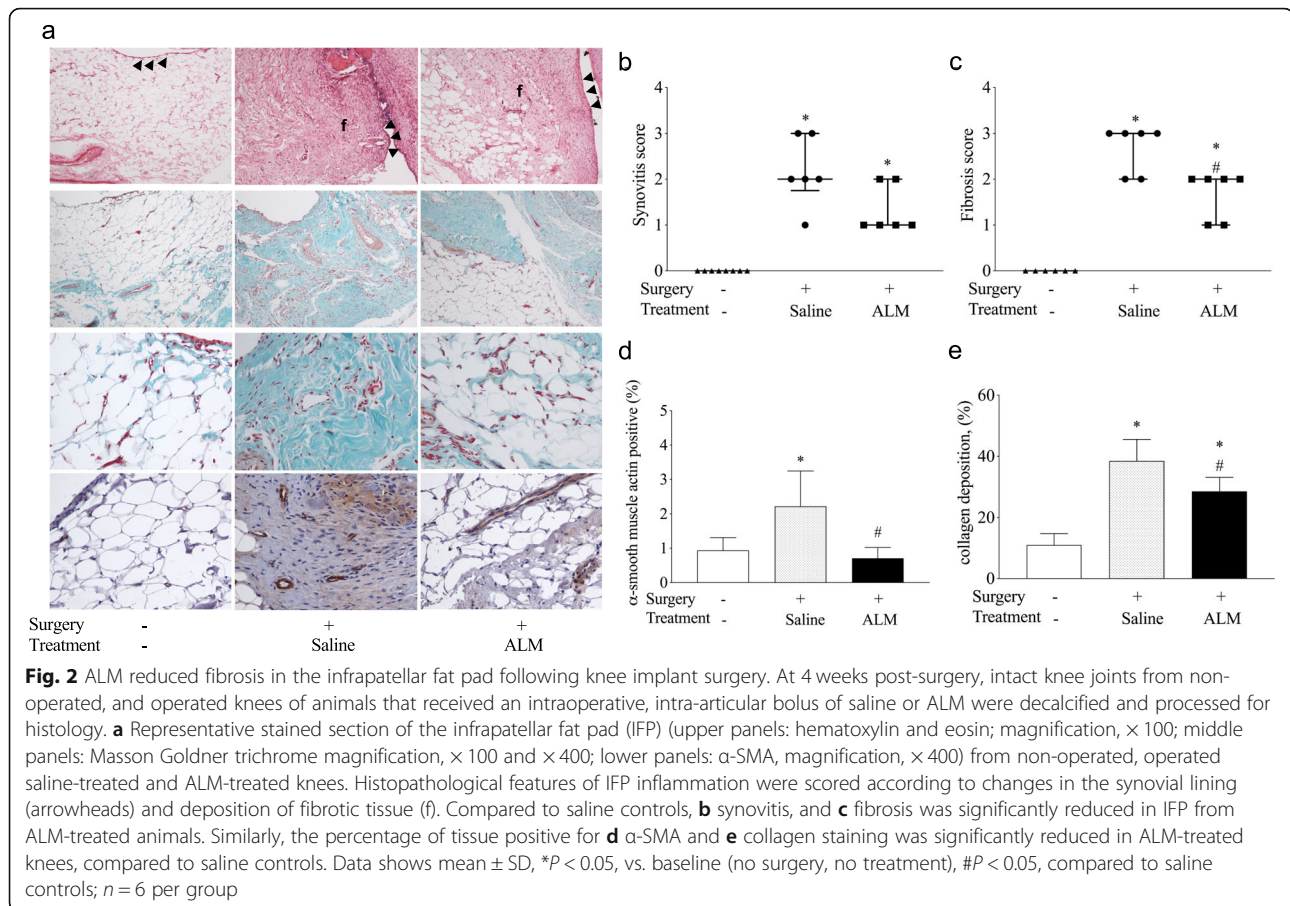 a
f
f
Surgery - + +
Treatment - Saline ALM
b
Synovitis score
4
3
2
1
0
*
*
Surgery - + +
Treatment - Saline ALM
c
Fibrosis score
4
3
2
1
0
*
*
#
Surgery - + +
Treatment - Saline ALM
d
α-smooth muscle actin positive (%)
5
4
3
2
1
0
*
#
Surgery - + +
Treatment - Saline ALM
e
collagen deposition, (%)
60
40
20
0
*
*
#
Surgery - + +
Treatment - Saline ALM
Fig. 2 ALM reduced fibrosis in the infrapatellar fat pad following knee implant surgery. At 4 weeks post-surgery, intact knee joints from non-
operated, and operated knees of animals that received an intraoperative, intra-articular bolus of saline or ALM were decalcified and processed for
histology. a Representative stained section of the infrapatellar fat pad (IFP) (upper panels: hematoxylin and eosin; magnification, × 100; middle
panels: Masson Goldner trichrome magnification, × 100 and × 400; lower panels: α-SMA, magnification, × 400) from non-operated, operated
saline-treated and ALM-treated knees. Histopathological features of IFP inflammation were scored according to changes in the synovial lining
(arrowheads) and deposition of fibrotic tissue (f). Compared to saline controls, b synovitis, and c fibrosis was significantly reduced in IFP from
ALM-treated animals. Similarly, the percentage of tissue positive for d α-SMA and e collagen staining was significantly reduced in ALM-treated
knees, compared to saline controls. Data shows mean ± SD, *P < 0.05, vs. baseline (no surgery, no treatment), #P < 0.05, compared to saline
controls; n = 6 per group